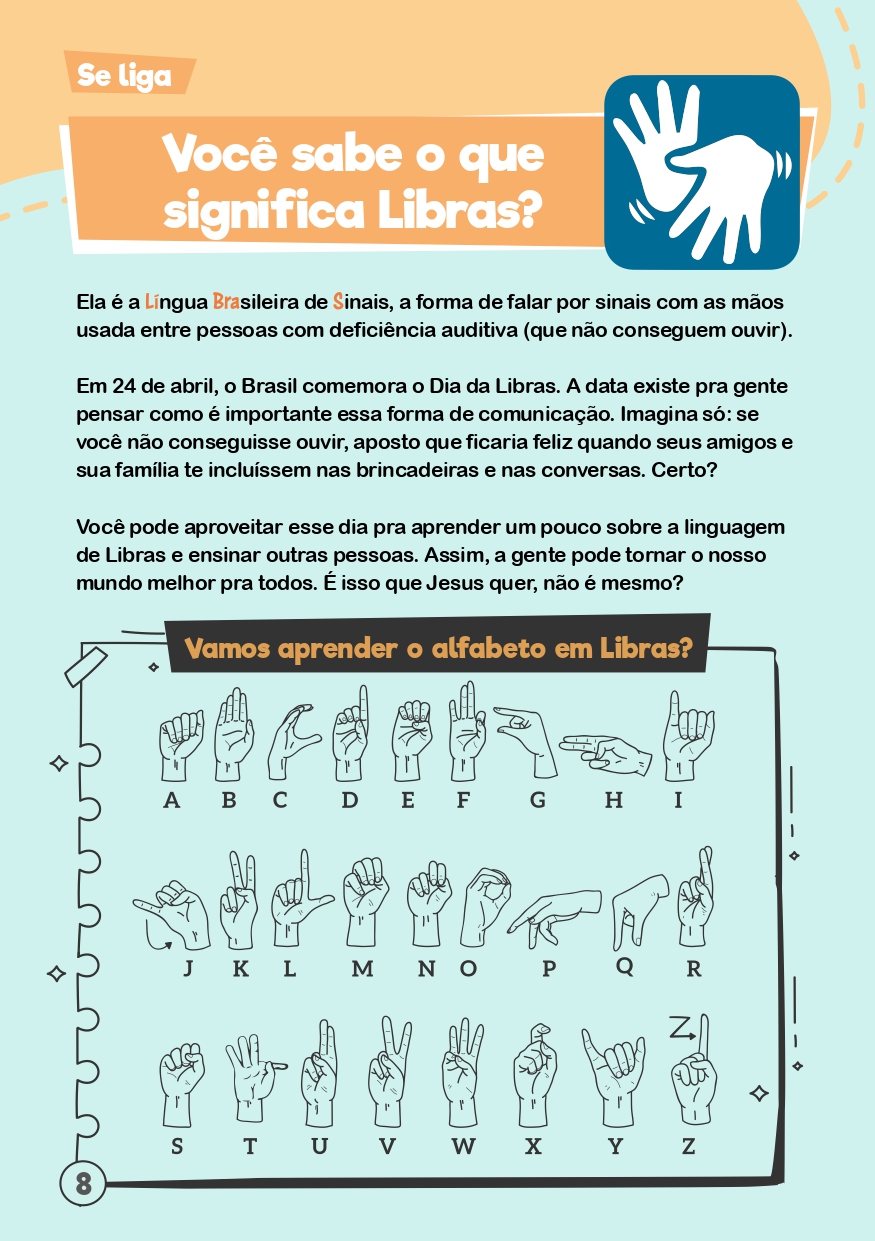 Se liga
Você sabe o que
significa Libras?
Ela é a Língua Brasileira de Sinais, a forma de falar por sinais com as mãos
usada entre pessoas com deficiência auditiva (que não conseguem ouvir).
Em 24 de abril, o Brasil comemora o Dia da Libras. A data existe pra gente
pensar como é importante essa forma de comunicação. Imagina só: se
você não conseguisse ouvir, aposto que ficaria feliz quando seus amigos e
sua família te incluíssem nas brincadeiras e nas conversas. Certo?
Você pode aproveitar esse dia pra aprender um pouco sobre a linguagem
de Libras e ensinar outras pessoas. Assim, a gente pode tornar o nosso
mundo melhor pra todos. É isso que Jesus quer, não é mesmo?
Vamos aprender o alfabeto em Libras?
A B C D E F G H I
J K L M N O P Q R
Z
S T U V W X Y Z
8